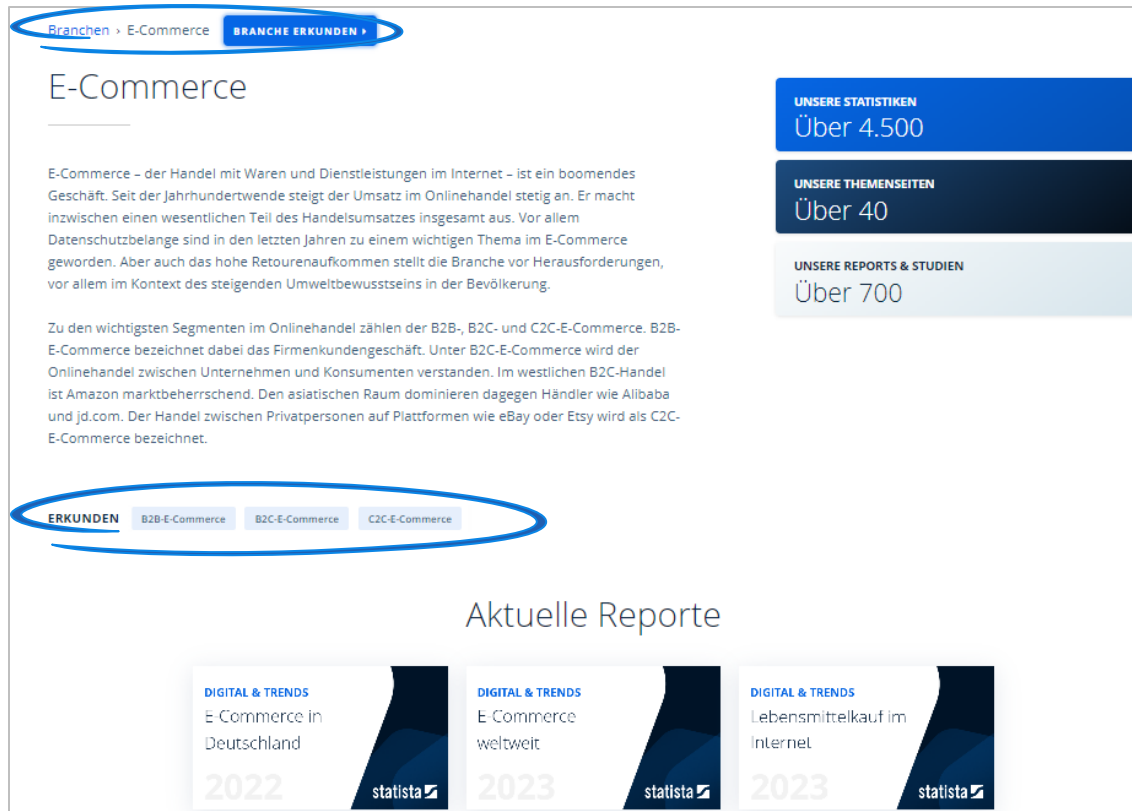 Branchen › E-Commerce BRANCHE ERKUNDEN ›
E-Commerce
UNSERE STATISTIKEN
Über 4.500
UNSERE THEMENSEITEN
Über 40
UNSERE REPORTS & STUDIEN
Über 700
E-Commerce – der Handel mit Waren und Dienstleistungen im Internet – ist ein boomendes
Geschäft. Seit der Jahrhundertwende steigt der Umsatz im Onlinehandel stetig an. Er macht
inzwischen einen wesentlichen Teil des Handelsumsatzes insgesamt aus. Vor allem
Datenschutzbelange sind in den letzten Jahren zu einem wichtigen Thema im E-Commerce
geworden. Aber auch das hohe Retourenaufkommen stellt die Branche vor Herausforderungen,
vor allem im Kontext des steigenden Umweltbewusstseins in der Bevölkerung.
Zu den wichtigsten Segmenten im Onlinehandel zählen der B2B-, B2C- und C2C-E-Commerce. B2B-
E-Commerce bezeichnet dabei das Firmenkundengeschäft. Unter B2C-E-Commerce wird der
Onlinehandel zwischen Unternehmen und Konsumenten verstanden. Im westlichen B2C-Handel
ist Amazon marktbeherrschend. Den asiatischen Raum dominieren dagegen Händler wie Alibaba
und jd.com. Der Handel zwischen Privatpersonen auf Plattformen wie eBay oder Etsy wird als C2C-
E-Commerce bezeichnet.
ERKUNDEN B2B-E-Commerce B2C-E-Commerce C2C-E-Commerce
Aktuelle Reporte
DIGITAL & TRENDS
E-Commerce in
Deutschland
2022
statista
DIGITAL & TRENDS
E-Commerce
weltweit
2023
statista
DIGITAL & TRENDS
Lebensmittelkauf im
Internet
2023
statista